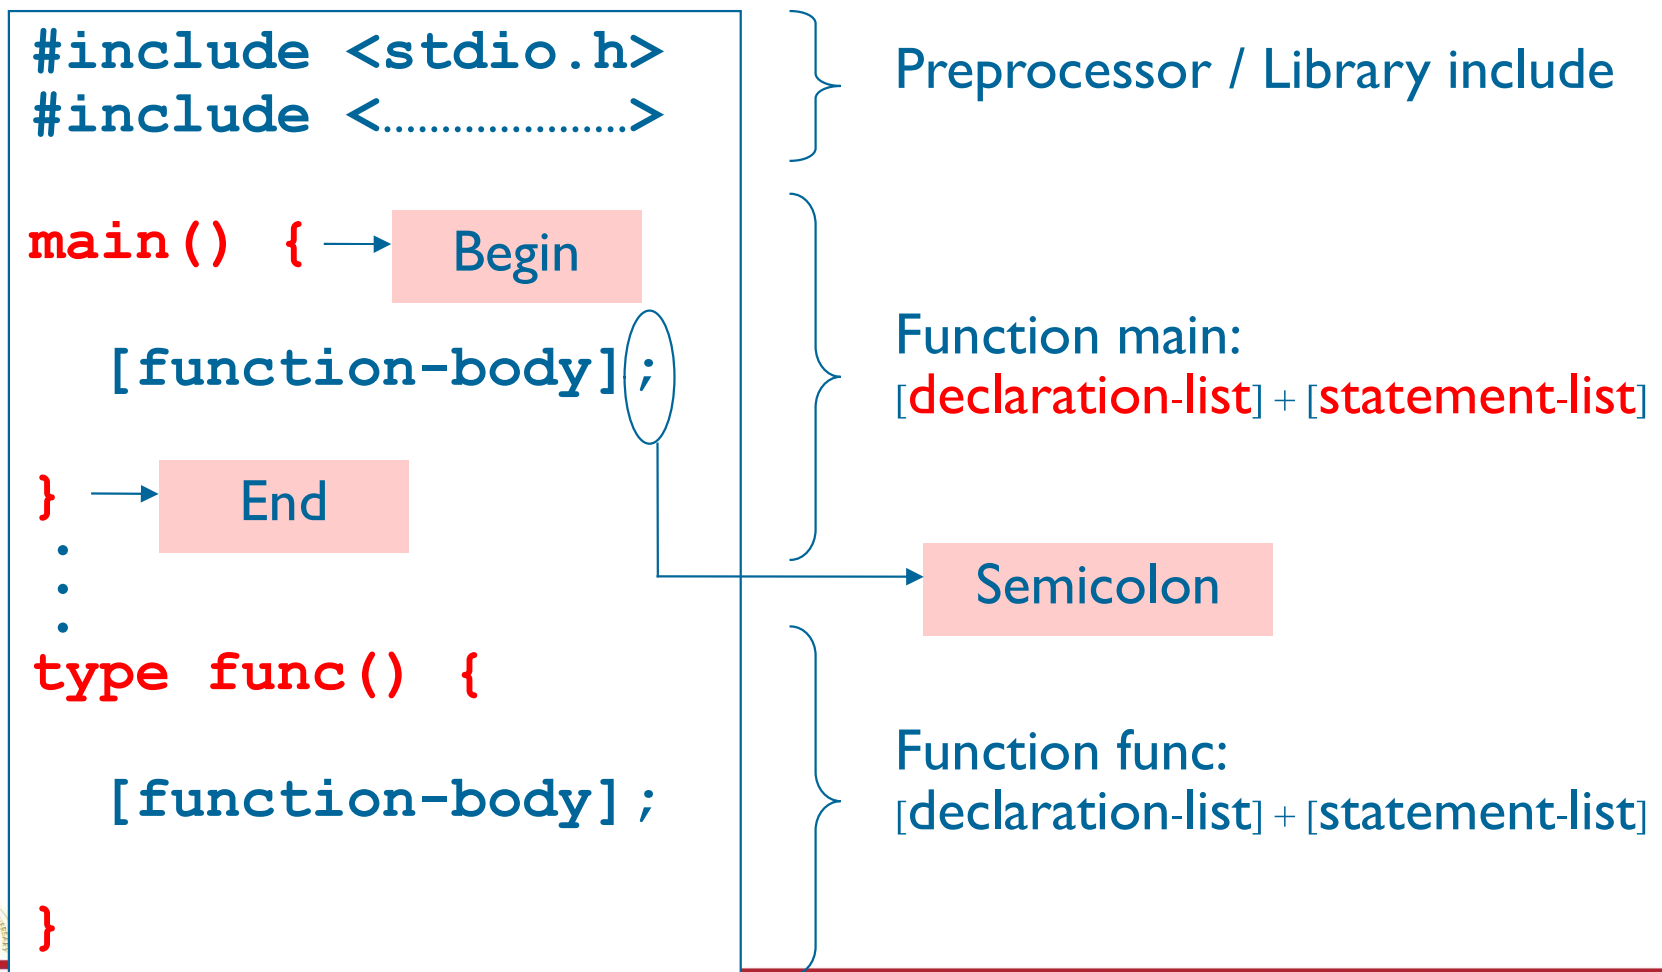 #include <stdio.h>
#include <.....................>
Preprocessor / Library include
main() {
Begin
[function-body];
Function main:
[declaration-list] + [statement-list]
}
End
Semicolon
type func() {
[function-body];
Function func:
[declaration-list] + [statement-list]
}